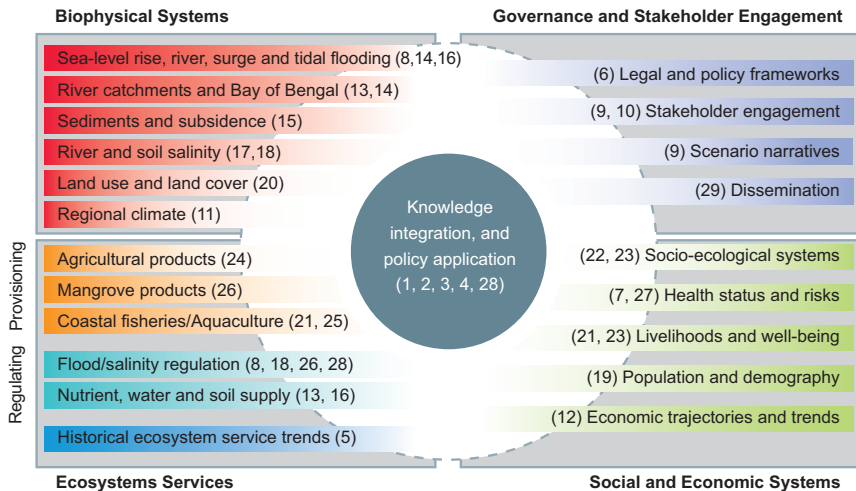 Biophysical Systems
Sea-level rise, river, surge and tidal flooding (8,14,16)
River catchments and Bay of Bengal (13,14)
Sediments and subsidence (15)
River and soil salinity (17,18)
Land use and land cover (20)
Regional climate (11)
Governance and Stakeholder Engagement
(6) Legal and policy frameworks
(9, 10) Stakeholder engagement
(9) Scenario narratives
(29) Dissemination
Knowledge
integration, and
policy application
(1, 2, 3, 4, 28)
Provisioning
Agricultural products (24)
Mangrove products (26)
Coastal fisheries/Aquaculture (21, 25)
Regulating
Flood/salinity regulation (8, 18, 26, 28)
Nutrient, water and soil supply (13, 16)
Historical ecosystem service trends (5)
Ecosystems Services
(22, 23) Socio-ecological systems
(7, 27) Health status and risks
(21, 23) Livelihoods and well-being
(19) Population and demography
(12) Economic trajectories and trends
Social and Economic Systems